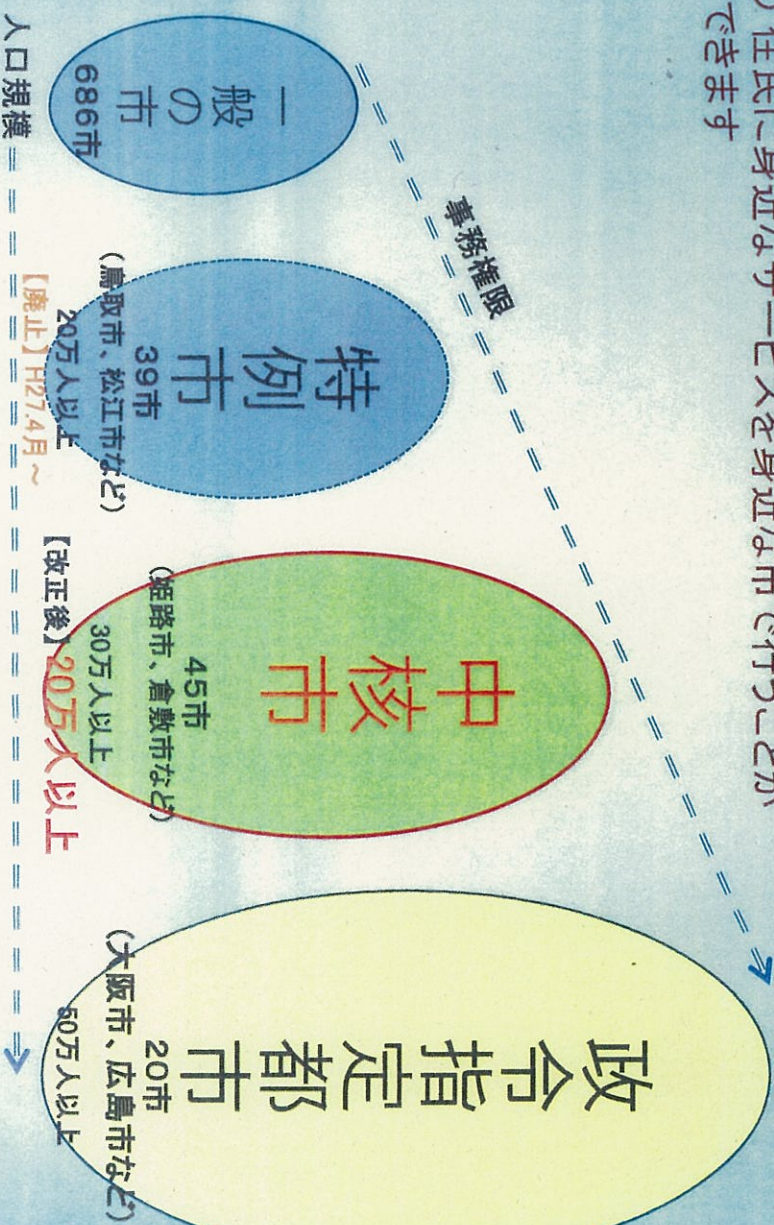 住民に身近なサービスを身近な市で行うことが
できます
事務権限
一般の市
686市
特例市
39市
(鳥取市、松江市など)
20万人以上
【廃止】H27.4月～
中核市
45市
(姫路市、倉敷市など)
30万人以上
【改正後】20万人以上
政令指定都市
20市
(大阪市、広島市など)
50万人以上
人口規模